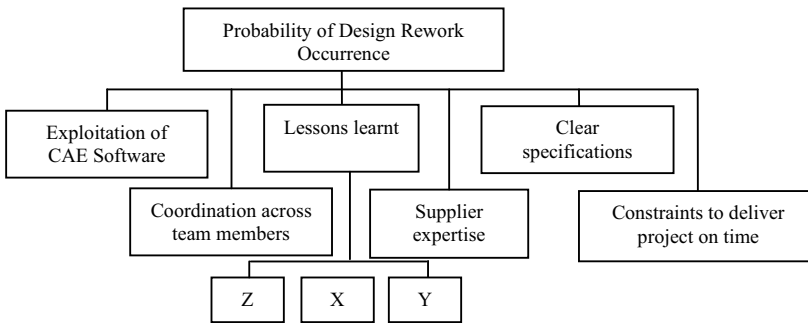 Probability of Design Rework
Occurrence
Exploitation of
CAE Software
Lessons learnt
Clear
specifications
Coordination across
team members
Supplier
expertise
Constraints to deliver
project on time
Z
X
Y